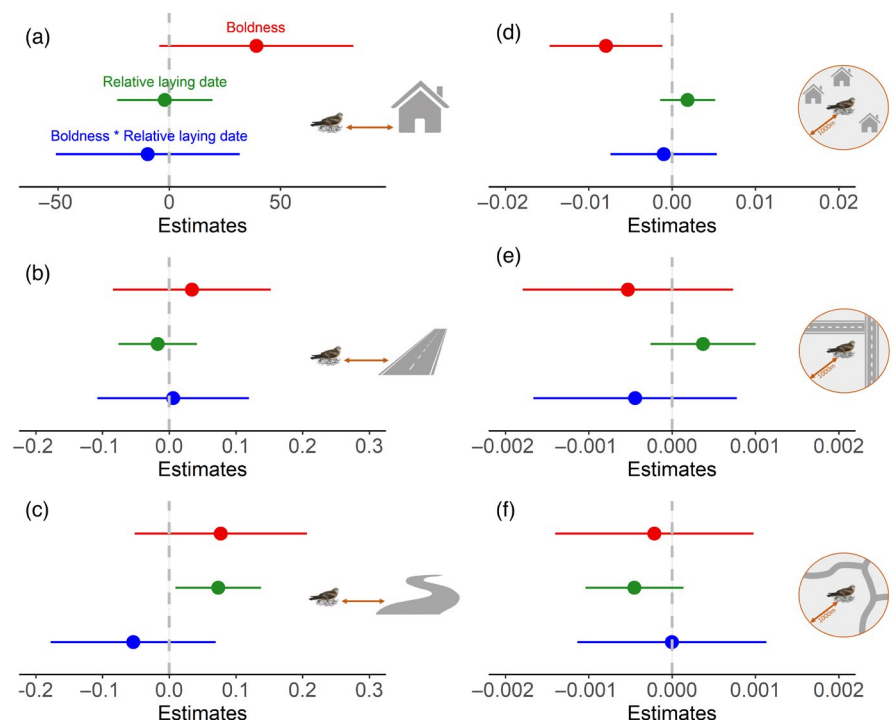 (a)
Boldness
Relative laying date
Boldness * Relative laying date
−50 0 50
Estimates
(d)
1000m
−0.02 −0.01 0.00 0.01 0.02
Estimates
(b)
−0.2 −0.1 0.0 0.1 0.2 0.3
Estimates
(e)
1000m
−0.002 −0.001 0.000 0.001 0.002
Estimates
(c)
-0.2 −0.1 0.0 0.1 0.2 0.3
Estimates
(f)
1000m
−0.002 −0.001 0.000 0.001 0.002
Estimates